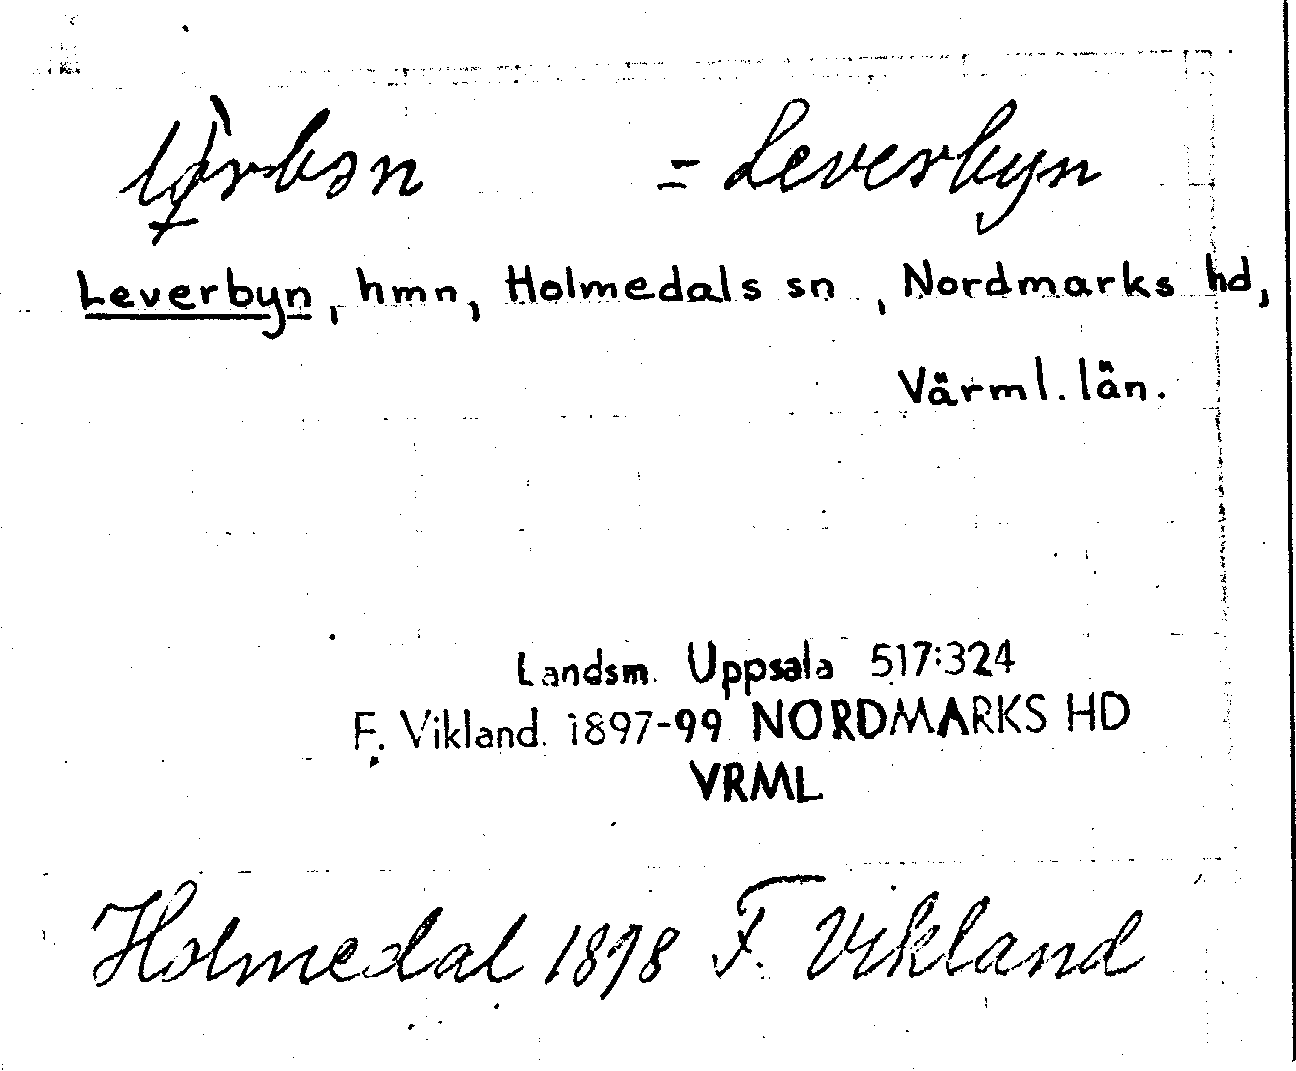 = Leverbyn
Leverbyn, hmn, Holmedals sn, Nordmarks hd,
Värml. län.
Landsm. Uppsala 517:324
F. Vikland. 1897-99 NORDMARKS HD
VRML
Holmedal 1898 F. Vikland